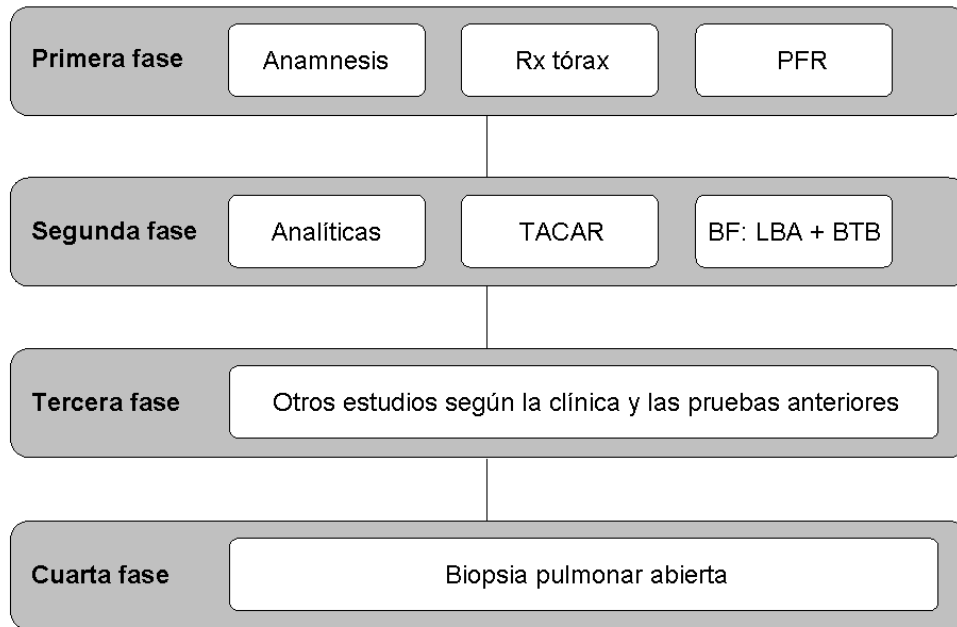 Primera fase Anamnesis Rx tórax PFR
Segunda fase Analíticas TACAR BF: LBA + BTB
Tercera fase Otros estudios según la clínica y las pruebas anteriores
Cuarta fase Biopsia pulmonar abierta